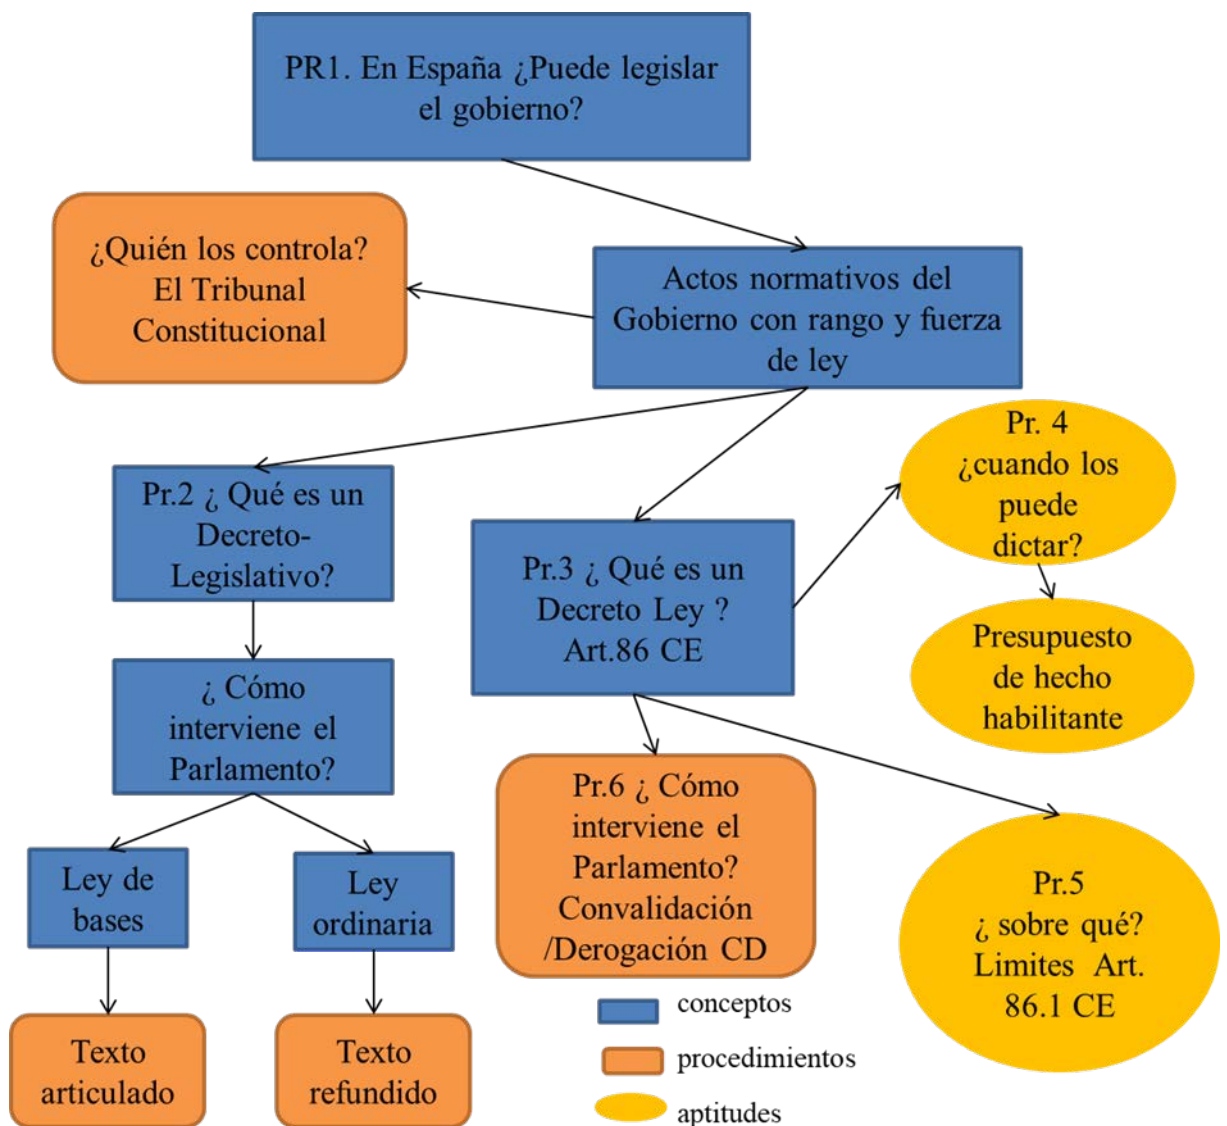 PR1. En España ¿Puede legislar
el gobierno?
¿Quién los controla?
El Tribunal
Constitucional
Actos normativos del
Gobierno con rango y fuerza
de ley
Pr. 4
¿cuando los
puede
dictar?
Pr.2 ¿ Qué es un
Decreto-
Legislativo?
Pr.3 ¿ Qué es un
Decreto Ley ?
Art.86 CE
Presupuesto
de hecho
habilitante
¿ Cómo
interviene el
Parlamento?
Pr.6 ¿ Cómo
interviene el
Parlamento?
Convalidación
/Derogación CD
Pr.5
¿ sobre qué?
Limites Art.
86.1 CE
Ley de
bases
Ley
ordinaria
Texto
articulado
Texto
refundido
conceptos
procedimientos
aptitudes